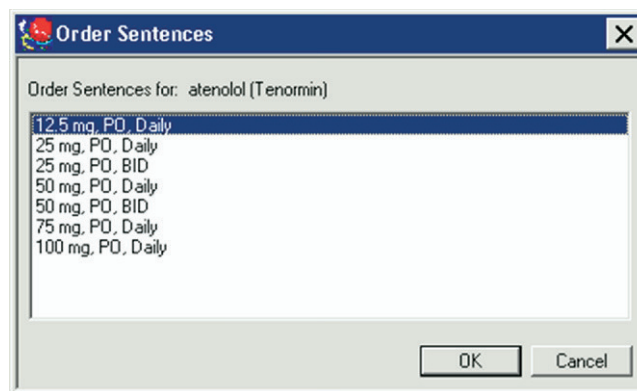 Order Sentences
Order Sentences for: atenolol (Tenormin)
12.5 mg, PO, Daily
25 mg, PO, Daily
25 mg, PO, BID
50 mg, PO, Daily
50 mg, PO, BID
75 mg, PO, Daily
100 mg, PO, Daily
OK Cancel